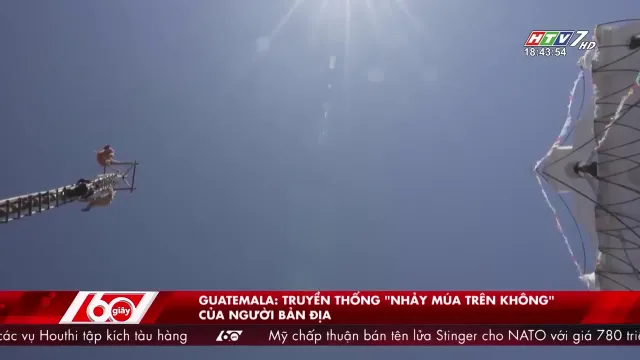 HTV7 HD
18:43:54
60 giây
GUATEMALA: TRUYỀN THỐNG "NHẢY MÚA TRÊN KHÔNG"
CỦA NGƯỜI BẢN ĐỊA
các vụ Houthi tập kích tàu hàng 60 Mỹ chấp thuận bán tên lửa Stinger cho NATO với giá 780